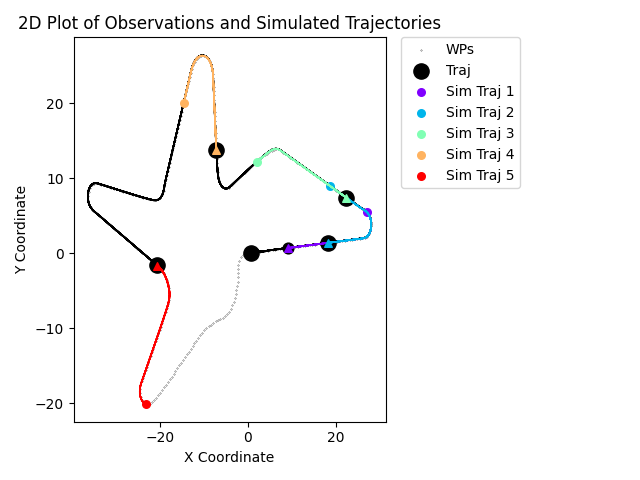 2D Plot of Observations and Simulated Trajectories
WPs
Traj
Sim Traj 1
Sim Traj 2
Sim Traj 3
Sim Traj 4
Sim Traj 5
Y Coordinate
20
10
0
−10
−20
−20
0
20
X Coordinate